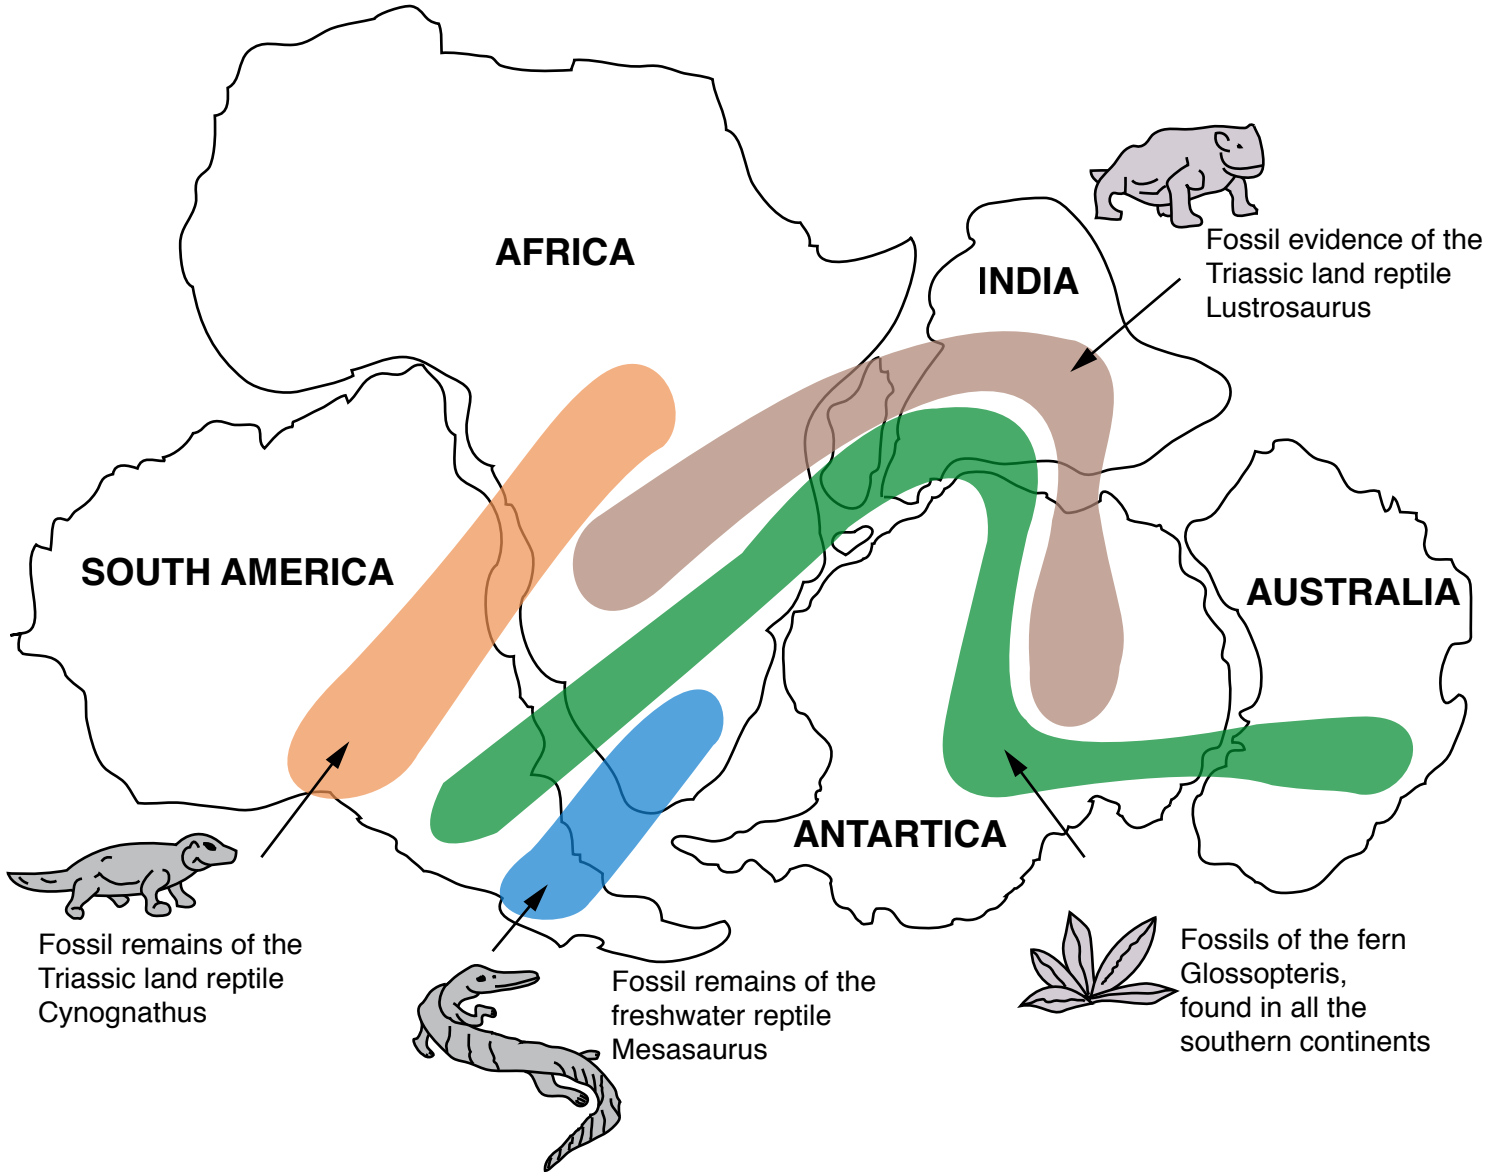 AFRICA
INDIA
Fossil evidence of the
Triassic land reptile
Lustrosaurus
SOUTH AMERICA
AUSTRALIA
ANTARTICA
Fossil remains of the
Triassic land reptile
Cynognathus
Fossil remains of the
freshwater reptile
Mesasaurus
Fossils of the fern
Glossopteris,
found in all the
southern continents